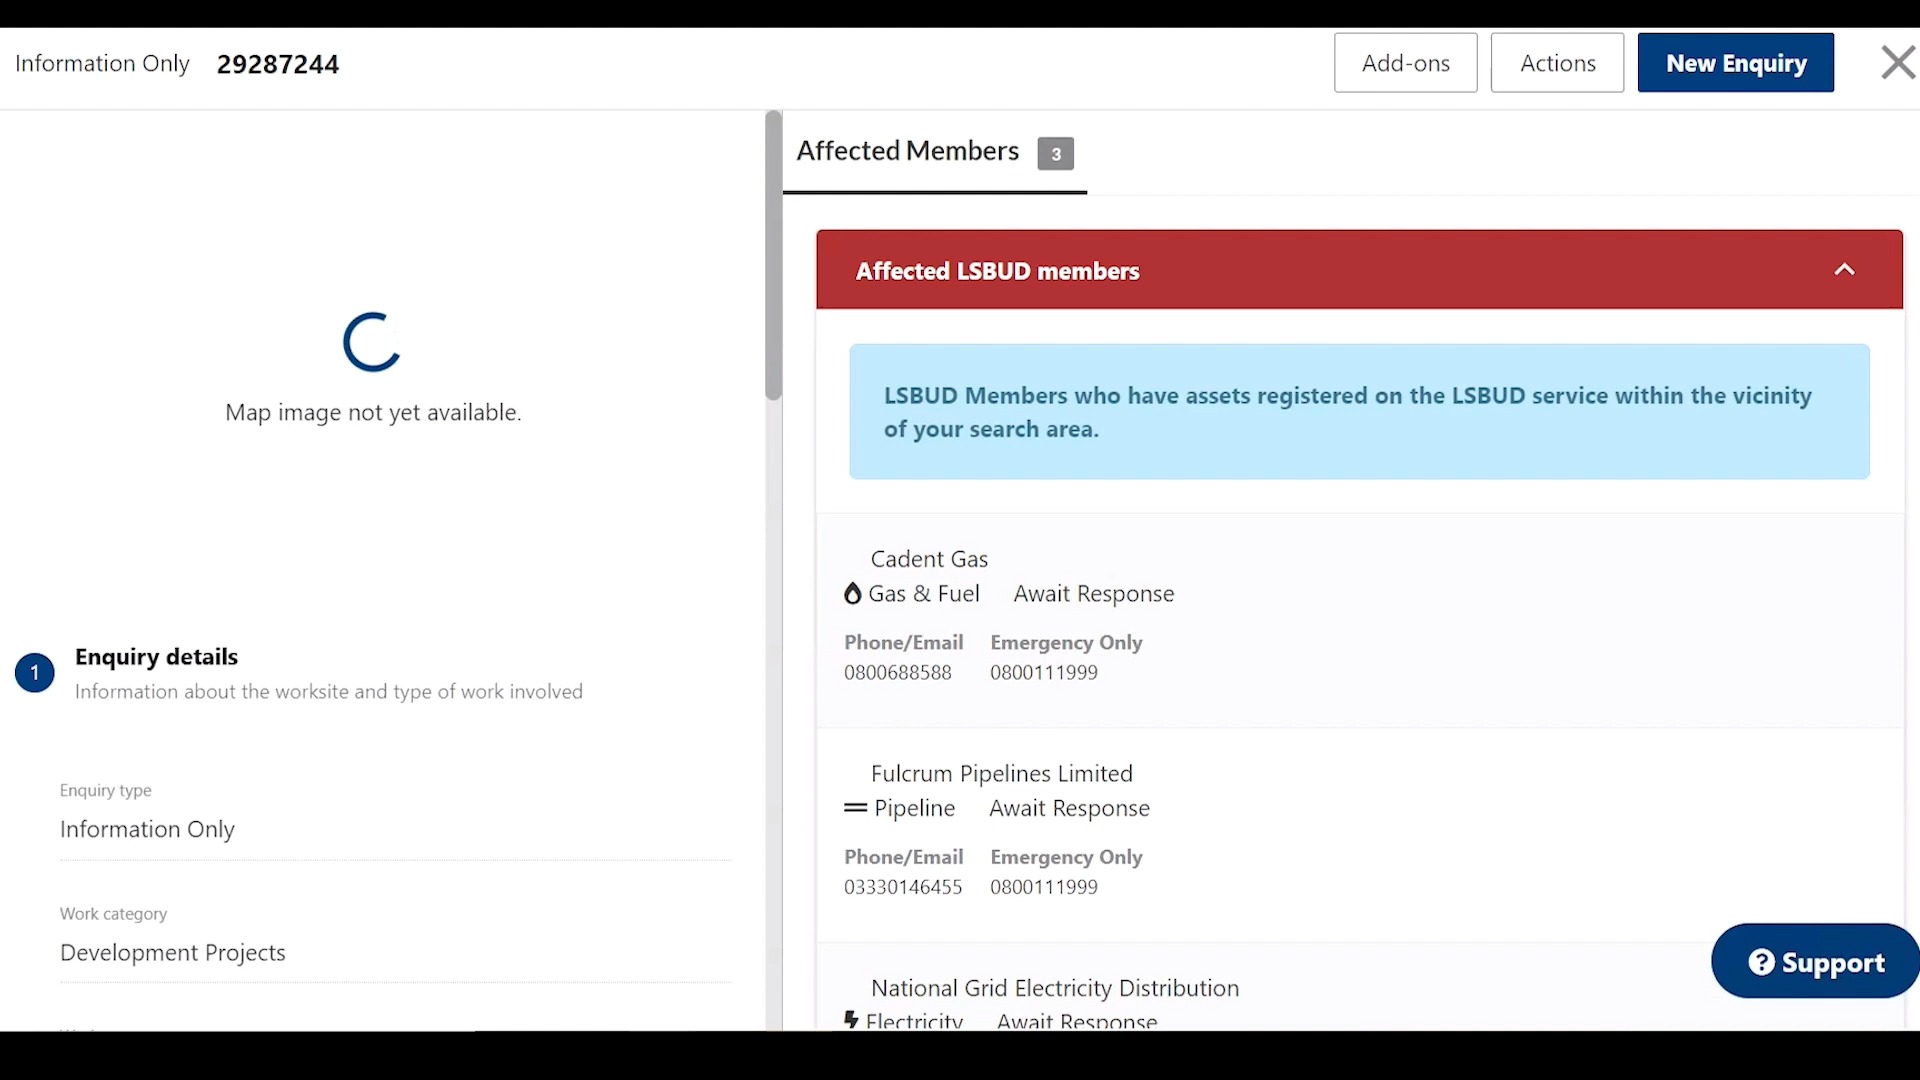 Information Only 29287244
Add-ons
Actions
New Enquiry
Map image not yet available.
1
Enquiry details
Information about the worksite and type of work involved
Enquiry type
Information Only
Work category
Development Projects
Affected Members 3
Affected LSBUD members
LSBUD Members who have assets registered on the LSBUD service within the vicinity
of your search area.
Cadent Gas
Gas & Fuel Await Response
Phone/Email Emergency Only
0800688588 0800111999
Fulcrum Pipelines Limited
Pipeline Await Response
Phone/Email Emergency Only
03330146455 0800111999
National Grid Electricity Distribution
Electricity Await Response
? Support